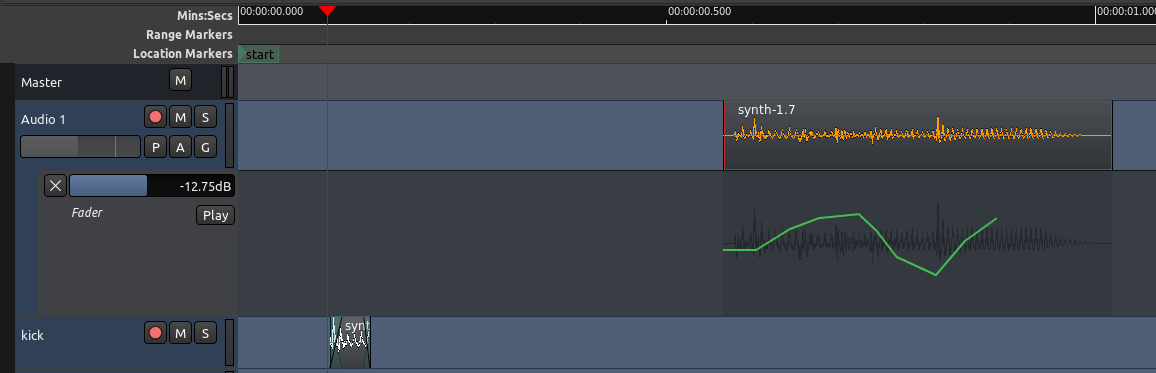 Mins:Secs 00:00:00.000 00:00:00.500 00:00:01.000
Range Markers
Location Markers start
Master M
Audio 1 M S synth-1.7
P A G
-12.75dB
Fader Play
kick M S synt